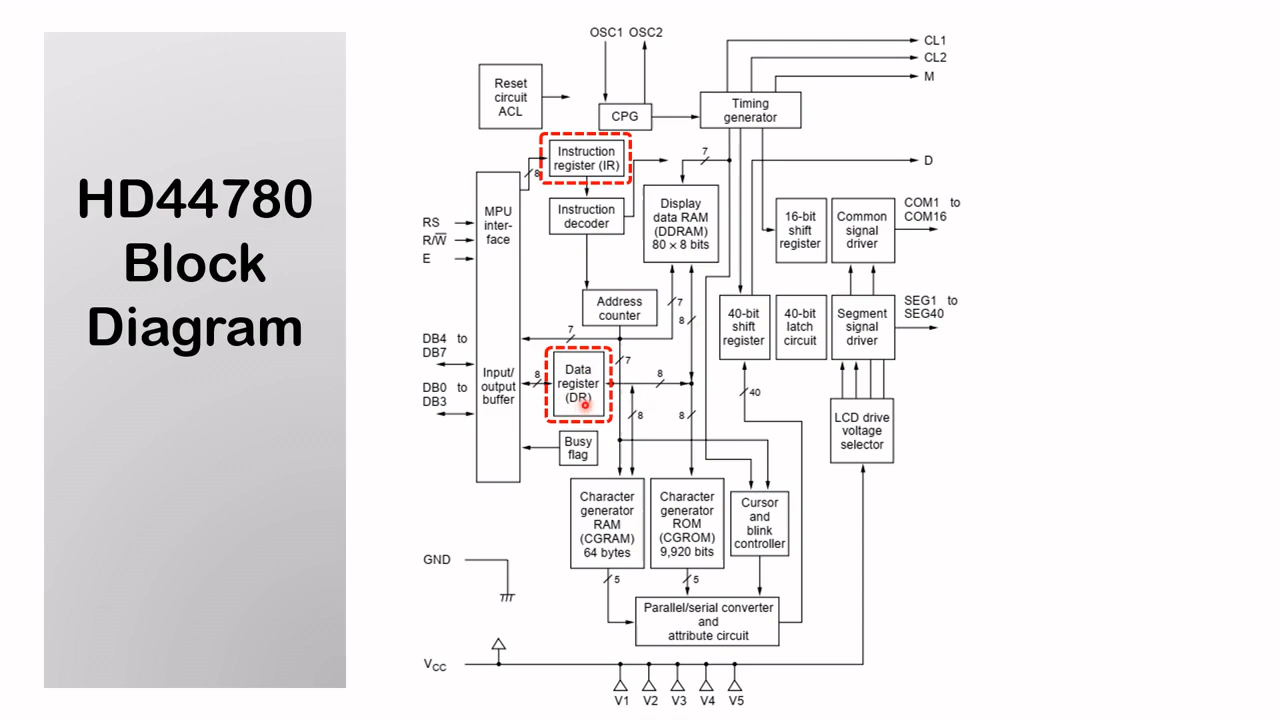 HD44780
Block
Diagram
OSC1 OSC2
CL1
CL2
M
Reset
circuit
ACL
CPG
Timing
generator
Instruction
register (IR)
8
7
D
Instruction
decoder
MPU
inter-
face
RS
R/W
E
Display
data RAM
(DDRAM)
80 × 8 bits
16-bit
shift
register
Common
signal
driver
COM1 to
COM16
Address
counter
7
8
40-bit
shift
register
40-bit
latch
circuit
Segment
signal
driver
SEG1 to
SEG40
7
7
DB4 to
DB7
DB0 to
DB3
Input/
output
buffer
8
Data
register
(DR)
8
8
8
40
LCD drive
voltage
selector
Busy
flag
Character
generator
RAM
(CGRAM)
64 bytes
Character
generator
ROM
(CGROM)
9,920 bits
Cursor
and
blink
controller
GND
5
5
Parallel/serial converter
and
attribute circuit
VCC
V1 V2 V3 V4 V5